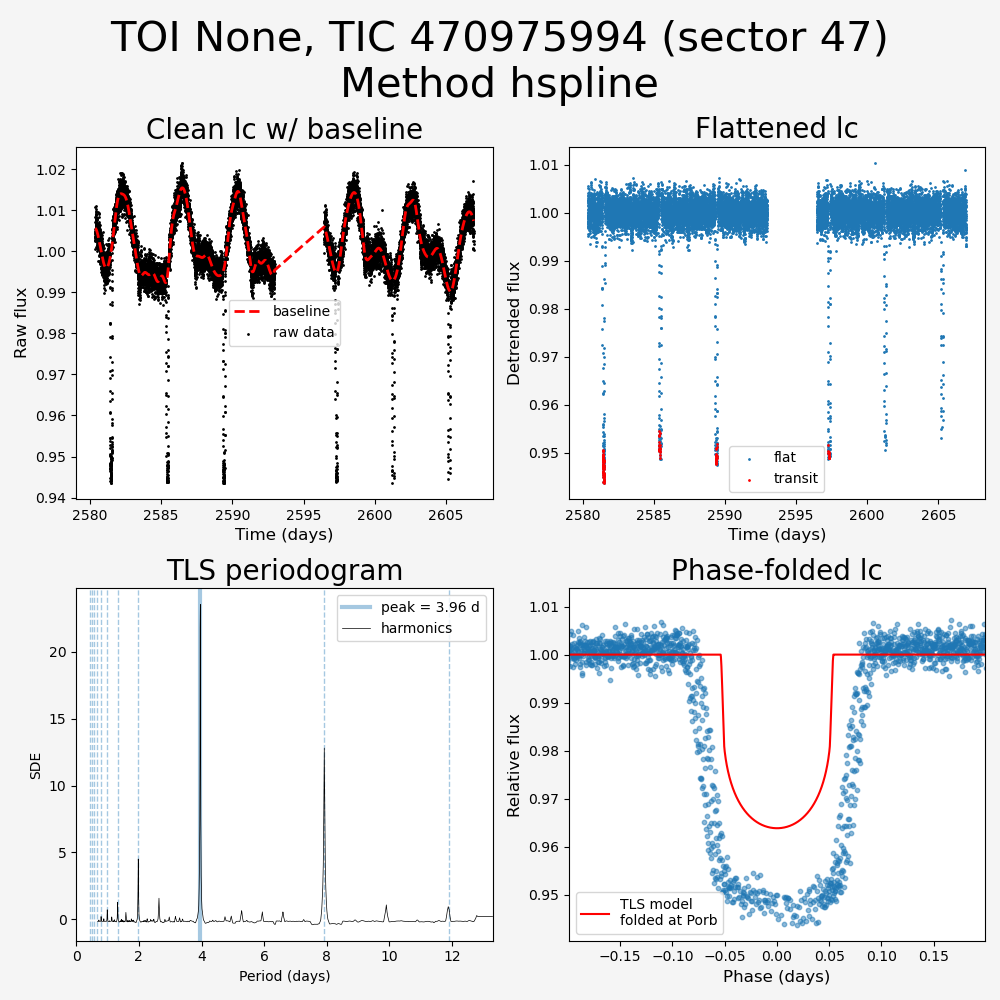 TOI None, TIC 470975994 (sector 47)
Method hspline
Clean lc w/ baseline
Raw flux
1.02
1.01
1.00
0.99
0.98
0.97
0.96
0.95
0.94
baseline
raw data
2580
2585
2590
2595
2600
2605
Time (days)
Flattened lc
Detrended flux
1.01
1.00
0.99
0.98
0.97
0.96
0.95
flat
transit
2580
2585
2590
2595
2600
2605
Time (days)
TLS periodogram
SDE
20
15
10
5
0
peak = 3.96 d
harmonics
0
2
4
6
8
10
12
Period (days)
Phase-folded lc
Relative flux
1.01
1.00
0.99
0.98
0.97
0.96
0.95
TLS model
folded at Porb
−0.15
−0.10
−0.05
0.00
0.05
0.10
0.15
Phase (days)